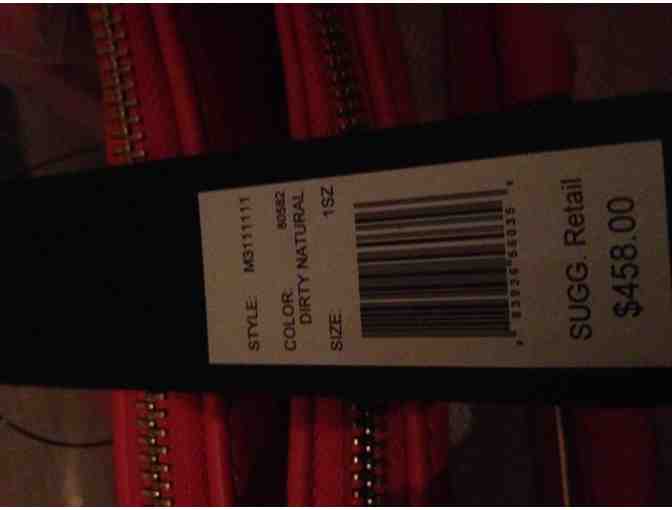 STYLE: M3111111
COLOR: 80582
DIRTY NATURAL
SIZE: 1SZ
SUGG. Retail
$458.00